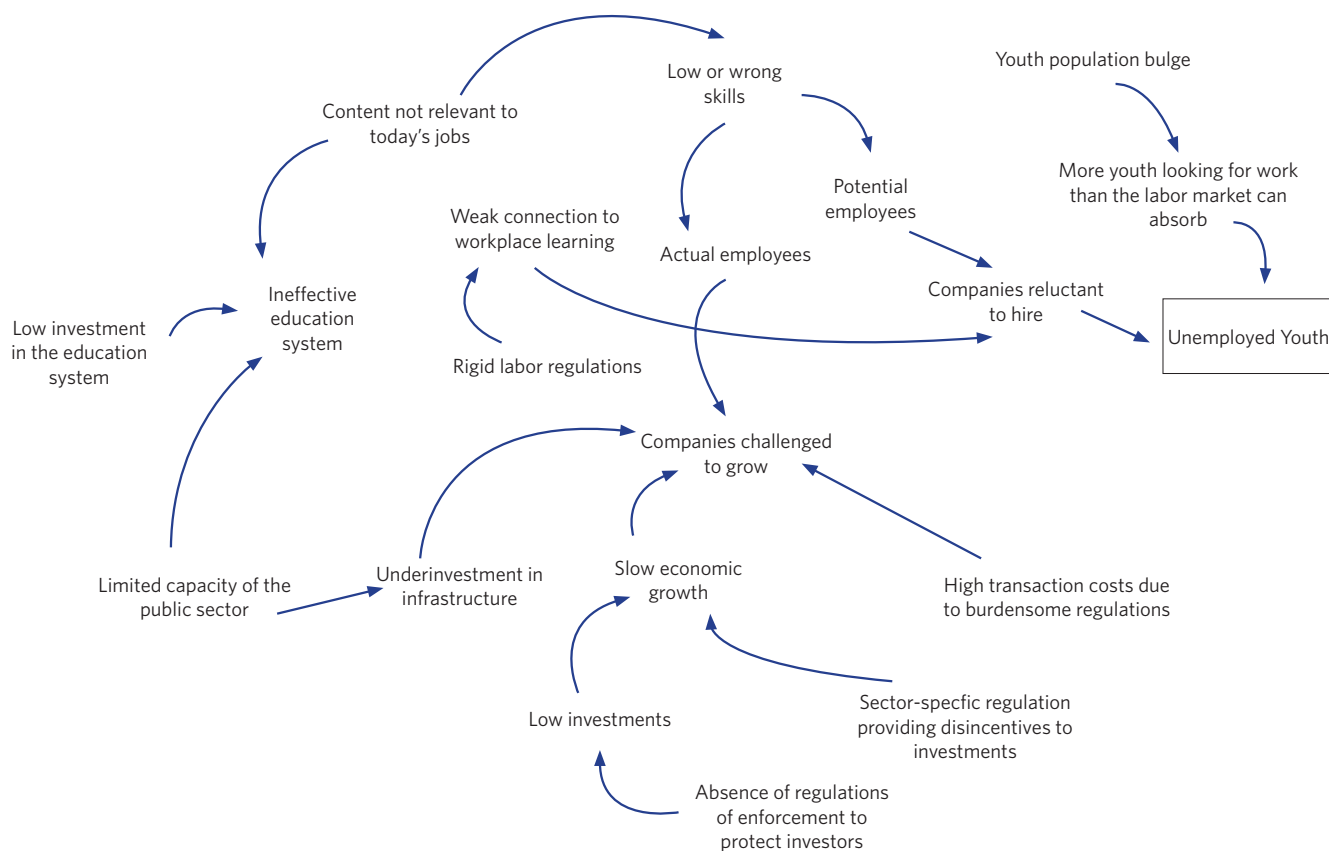 Youth population bulge
Low or wrong
skills
Content not relevant to
today's jobs
More youth looking for work
than the labor market can
absorb
Potential
employees
Weak connection to
workplace learning
Actual employees
Companies reluctant
to hire
Ineffective
education
system
Low investment
in the education
system
Unemployed Youth
Rigid labor regulations
Companies challenged
to grow
Limited capacity of the
public sector
Underinvestment in
infrastructure
Slow economic
growth
High transaction costs due
to burdensome regulations
Low investments
Sector-specfic regulation
providing disincentives to
investments
Absence of regulations
of enforcement to
protect investors